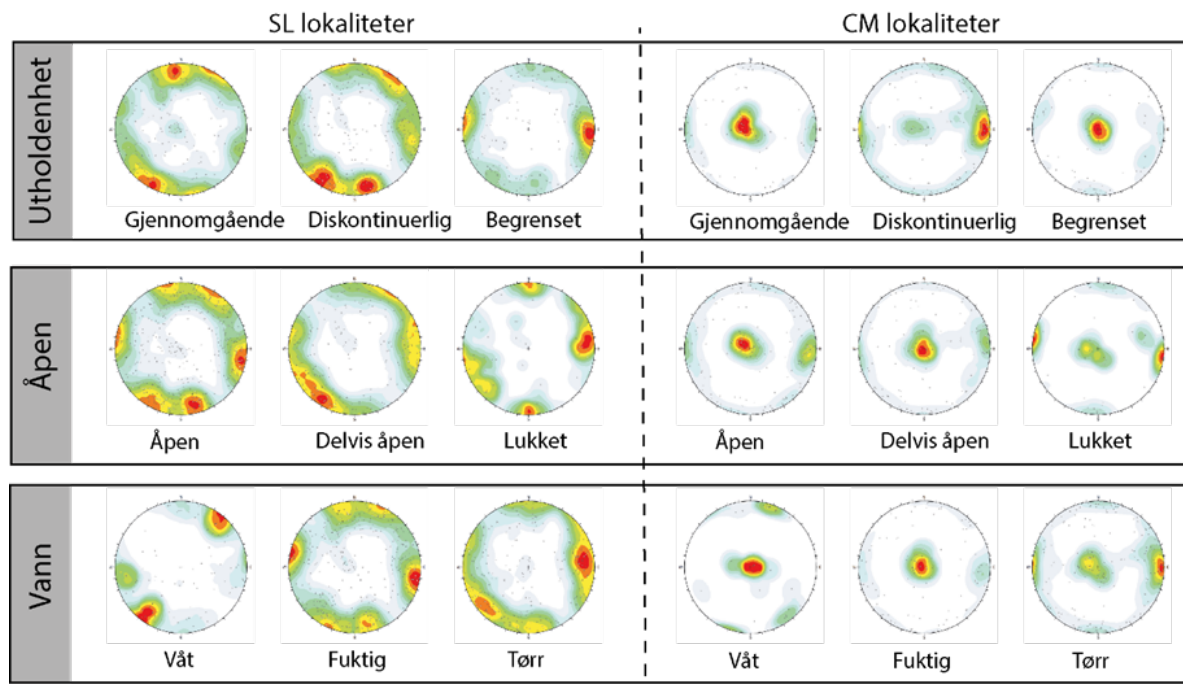 SL lokaliteter CM lokaliteter
Utholdenhet
Gjennomgående Diskontinuerlig Begrenset Gjennomgående Diskontinuerlig Begrenset
Åpen
Åpen Delvis åpen Lukket Åpen Delvis åpen Lukket
Vann
Våt Fuktig Tørr Våt Fuktig Tørr